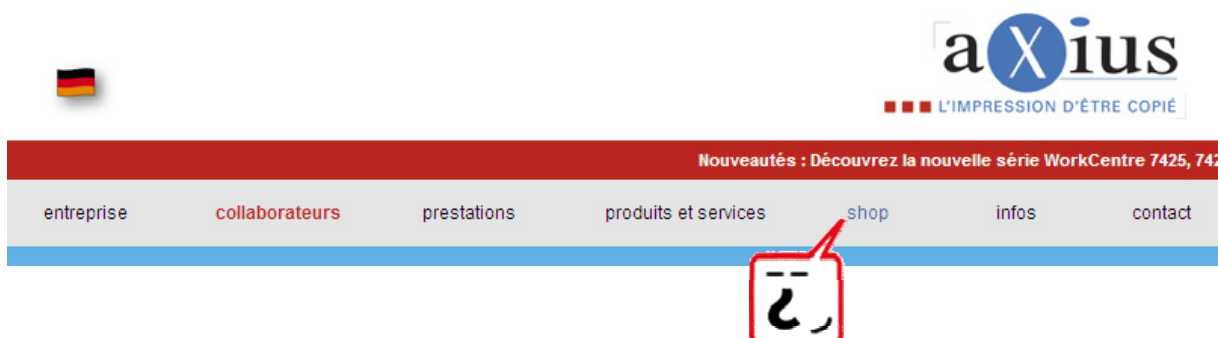 aXius
L'IMPRESSION D'ÊTRE COPIÉ
Nouveautés : Découvrez la nouvelle série WorkCentre 7425, 742
entreprise collaborateurs prestations produits et services shop infos contact